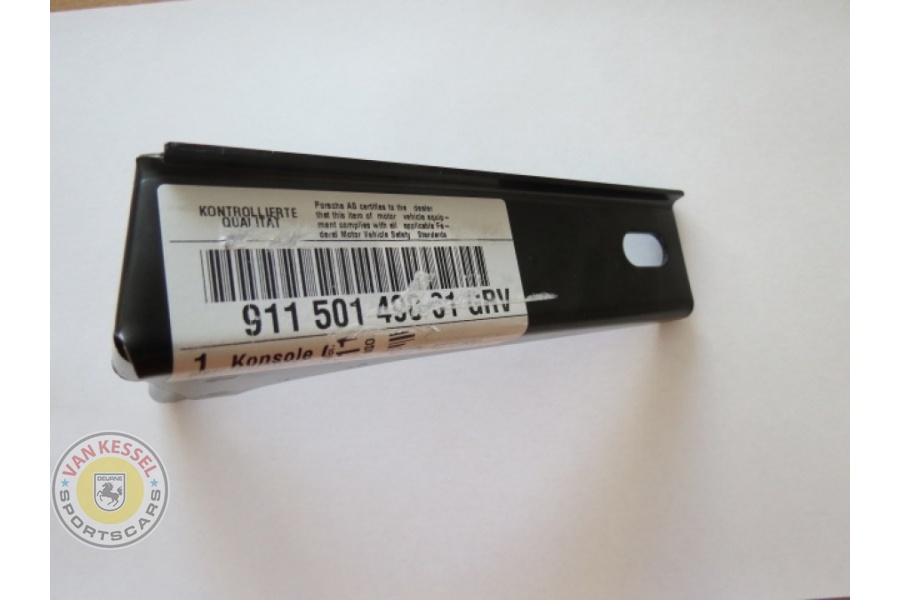 KONTROLLIERTE
QUALITÄT
Porsche AG certifies to the dealer
that this item of motor vehicle equip-
ment complies with all applicable Fe-
deral Motor Vehicle Safety Standards
911 501 GRV
1 Konsole
VAN KESSEL
DEURNE
SPORTSCARS